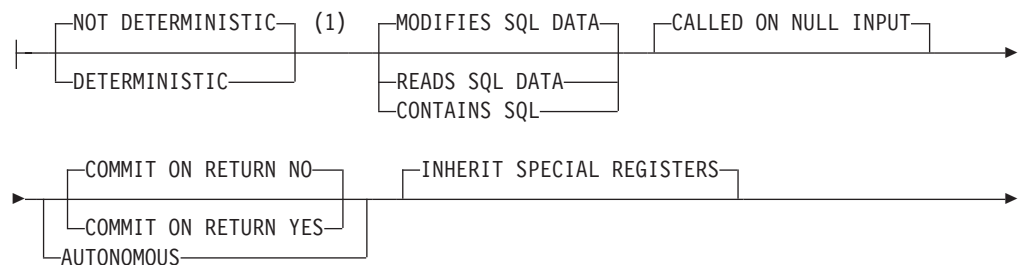 NOT DETERMINISTIC (1) MODIFIES SQL DATA CALLED ON NULL INPUT
DETERMINISTIC READS SQL DATA
CONTAINS SQL
COMMIT ON RETURN NO INHERIT SPECIAL REGISTERS
COMMIT ON RETURN YES
AUTONOMOUS